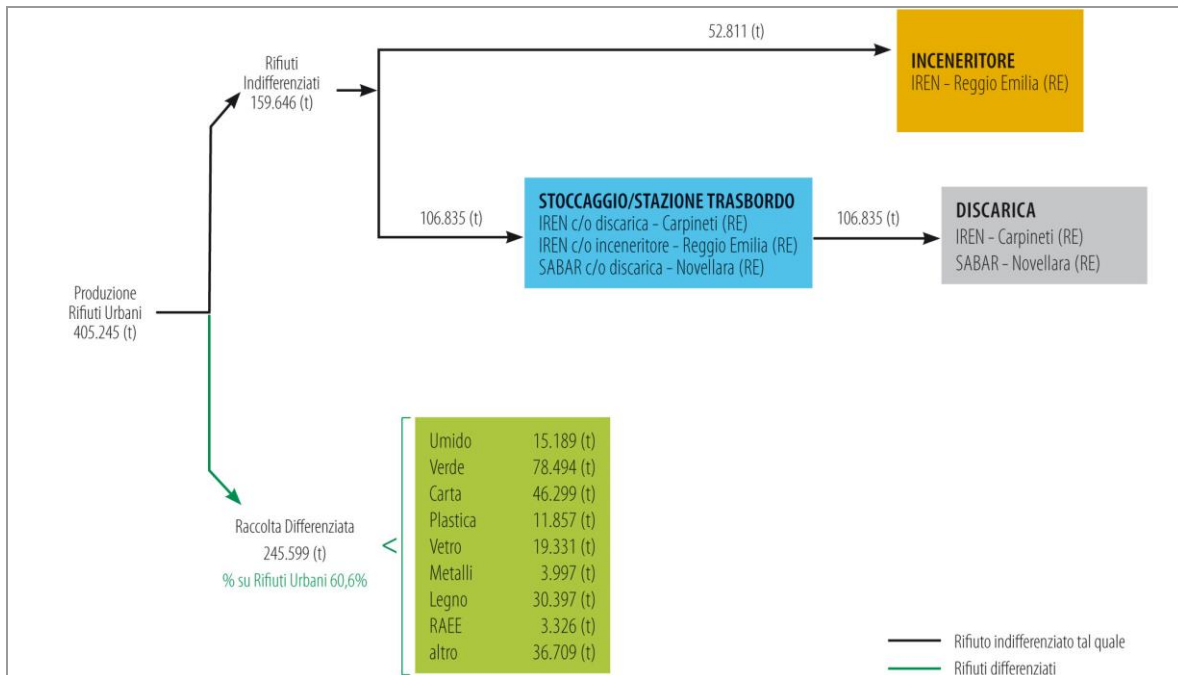 52.811 (t)
INCENERITORE
IREN - Reggio Emilia (RE)
Rifiuti
Indifferenziati
159.646 (t)
106.835 (t)
STOCCAGGIO/STAZIONE TRASBORDO
IREN c/o discarica - Carpineti (RE)
IREN c/o inceneritore - Reggio Emilia (RE)
SABAR c/o discarica - Novellara (RE)
106.835 (t)
DISCARICA
IREN - Carpineti (RE)
SABAR - Novellara (RE)
Produzione
Rifiuti Urbani
405.245 (t)
Raccolta Differenziata
245.599 (t)
% su Rifiuti Urbani 60,6%
<
Umido 15.189 (t)
Verde 78.494 (t)
Carta 46.299 (t)
Plastica 11.857 (t)
Vetro 19.331 (t)
Metalli 3.997 (t)
Legno 30.397 (t)
RAEE 3.326 (t)
altro 36.709 (t)
Rifiuto indifferenziato tal quale
Rifiuti differenziati